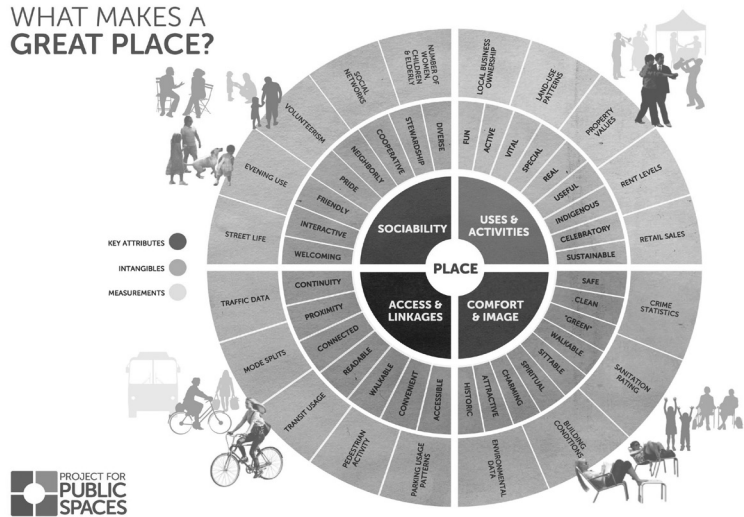 WHAT MAKES A
GREAT PLACE?
KEY ATTRIBUTES
INTANGIBLES
MEASUREMENTS
PLACE
SOCIABILITY
USES &
ACTIVITIES
ACCESS &
LINKAGES
COMFORT
& IMAGE
WELCOMING
INTERACTIVE
FRIENDLY
PRIDE
NEIGHBORLY
COOPERATIVE
STEWARDSHIP
DIVERSE
FUN
ACTIVE
VITAL
SPECIAL
REAL
USEFUL
INDIGENOUS
CELEBRATORY
SUSTAINABLE
SAFE
CLEAN
"GREEN"
WALKABLE
SITTABLE
SPIRITUAL
CHARMING
ATTRACTIVE
HISTORIC
ACCESSIBLE
CONVENIENT
WALKABLE
READABLE
CONNECTED
PROXIMITY
CONTINUITY
STREET LIFE
EVENING USE
VOLUNTEERISM
SOCIAL
NETWORKS
NUMBER OF
WOMEN,
CHILDREN
& ELDERLY
LOCAL BUSINESS
OWNERSHIP
LAND-USE
PATTERNS
PROPERTY
VALUES
RENT LEVELS
RETAIL SALES
CRIME
STATISTICS
SANITATION
RATING
BUILDING
CONDITIONS
ENVIRONMENTAL
DATA
PARKING USAGE
PATTERNS
PEDESTRIAN
ACTIVITY
TRANSIT USAGE
MODE SPLITS
TRAFFIC DATA
PROJECT FOR
PUBLIC
SPACES